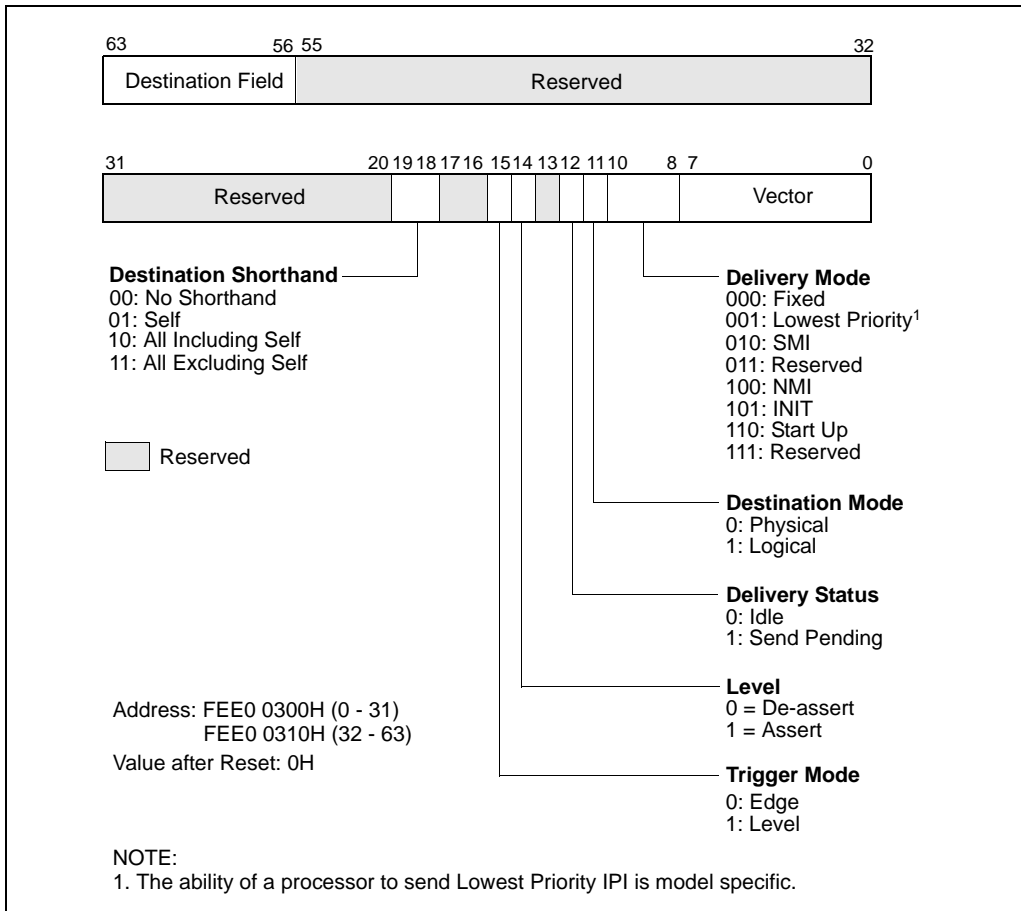 63 56 55 32
Destination Field Reserved
31 20 19 18 17 16 15 14 13 12 11 10 8 7 0
Reserved Vector
Destination Shorthand
00: No Shorthand
01: Self
10: All Including Self
11: All Excluding Self
Reserved
Delivery Mode
000: Fixed
001: Lowest Priority1
010: SMI
011: Reserved
100: NMI
101: INIT
110: Start Up
111: Reserved
Destination Mode
0: Physical
1: Logical
Delivery Status
0: Idle
1: Send Pending
Level
0 = De-assert
1 = Assert
Trigger Mode
0: Edge
1: Level
Address: FEE0 0300H (0 - 31)
FEE0 0310H (32 - 63)
Value after Reset: 0H
NOTE:
1. The ability of a processor to send Lowest Priority IPI is model specific.